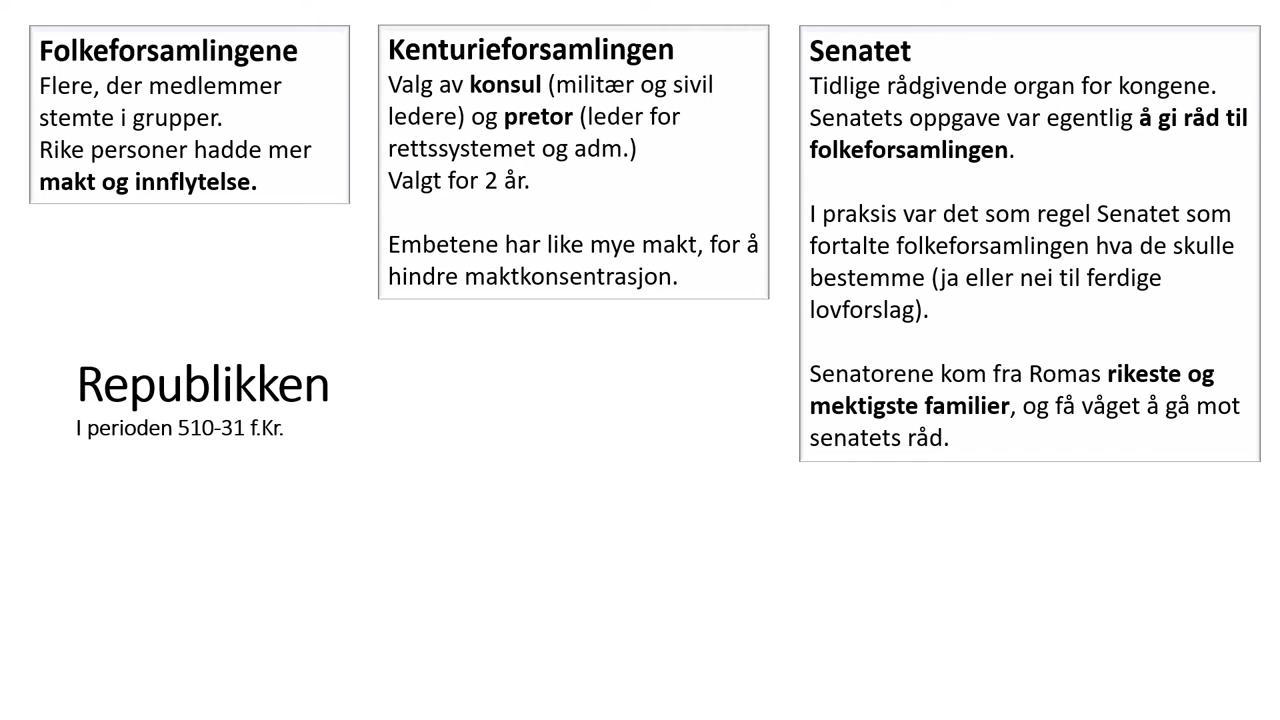 Folkeforsamlingene
Flere, der medlemmer
stemte i grupper.
Rike personer hadde mer
makt og innflytelse.
Kenturieforsamlingen
Valg av konsul (militær og sivil
ledere) og pretor (leder for
rettssystemet og adm.)
Valgt for 2 år.
Embetene har like mye makt, for å
hindre maktkonsentrasjon.
Senatet
Tidlige rådgivende organ for kongene.
Senatets oppgave var egentlig å gi råd til
folkeforsamlingen.
I praksis var det som regel Senatet som
fortalte folkeforsamlingen hva de skulle
bestemme (ja eller nei til ferdige
lovforslag).
Senatorene kom fra Romas rikeste og
mektigste familier, og få våget å gå mot
senatets råd.
Republikken
I perioden 510-31 f.Kr.